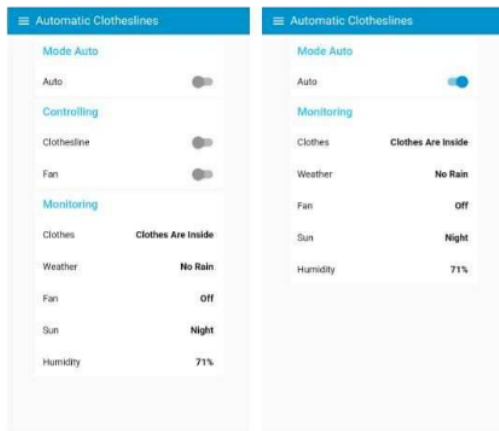 Automatic Clotheslines
Mode Auto
Auto
Controlling
Clothesline
Fan
Monitoring
Clothes Clothes Are Inside
Weather No Rain
Fan Off
Sun Night
Humidity 71%
Automatic Clotheslines
Mode Auto
Auto
Monitoring
Clothes Clothes Are Inside
Weather No Rain
Fan Off
Sun Night
Humidity 71%